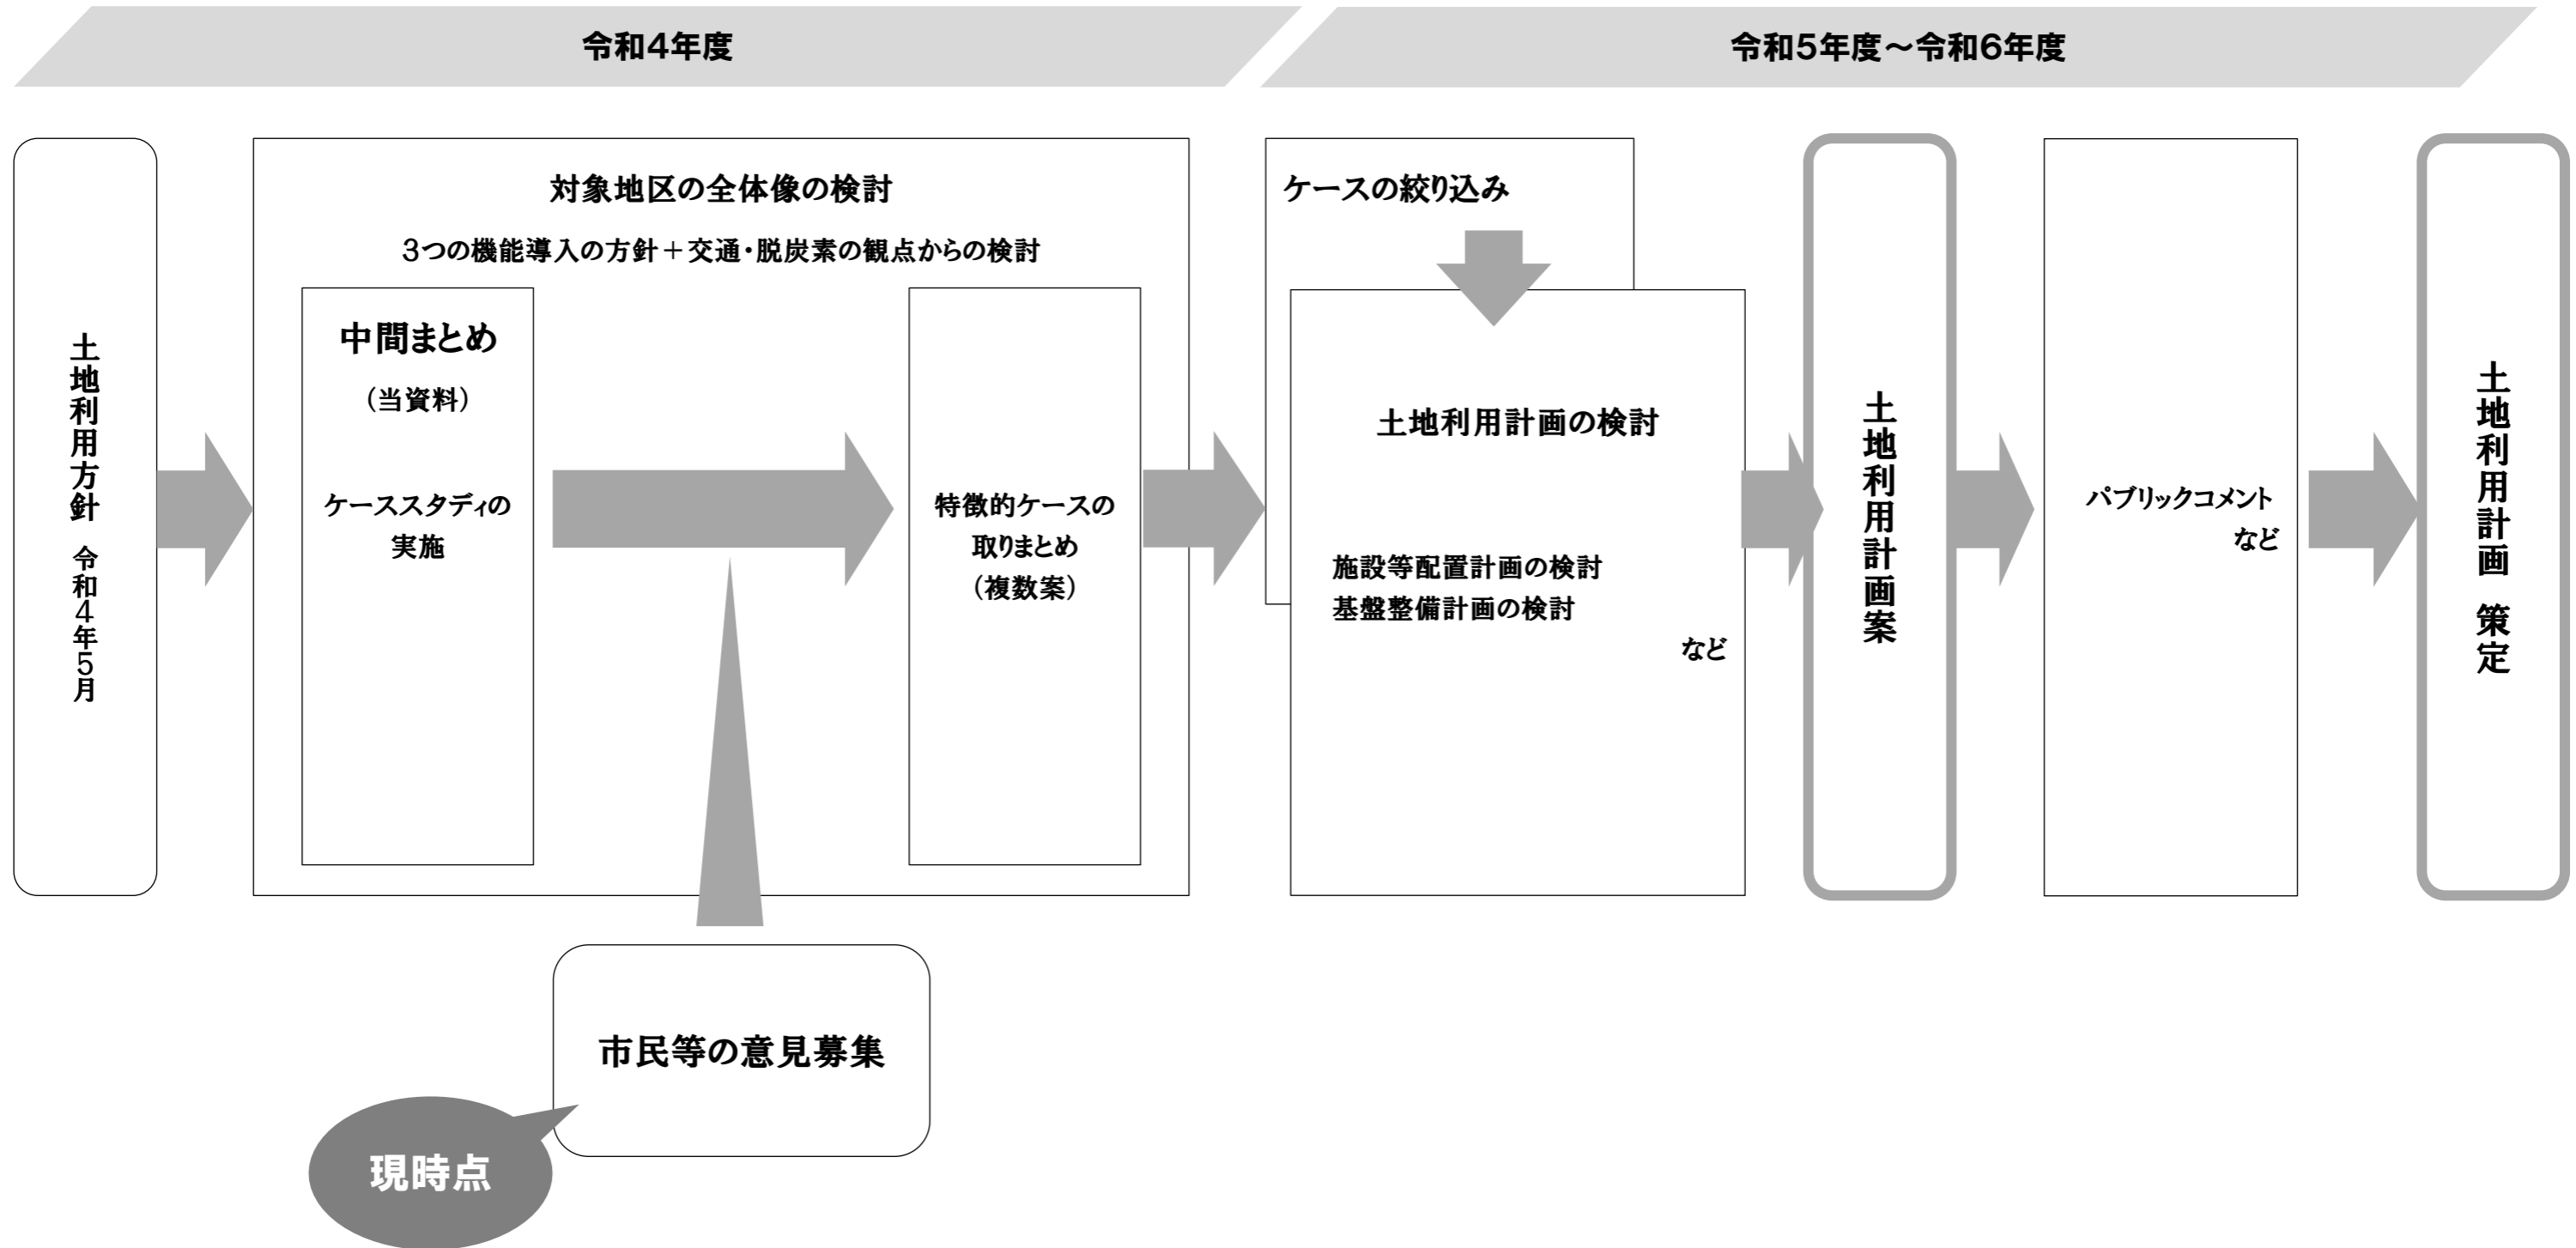 令和4年度
令和5年度～令和6年度
土地利用方針 令和4年5月
対象地区の全体像の検討
3つの機能導入の方針＋交通・脱炭素の観点からの検討
中間まとめ
（当資料）
ケーススタディの
実施
特徴的ケースの
取りまとめ
（複数案）
市民等の意見募集
現時点
ケースの絞り込み
土地利用計画の検討
施設等配置計画の検討
基盤整備計画の検討
など
土地利用計画案
パブリックコメント
など
土地利用計画 策定